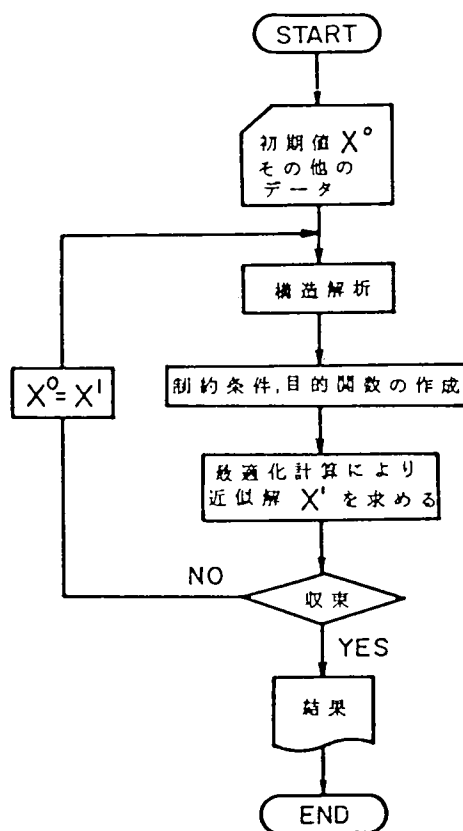 START
初期値 X⁰
その他の
データ
構造解析
制約条件,目的関数の作成
X⁰=X¹
最適化計算により
近似解 X¹ を求める
NO
収束
YES
結果
END